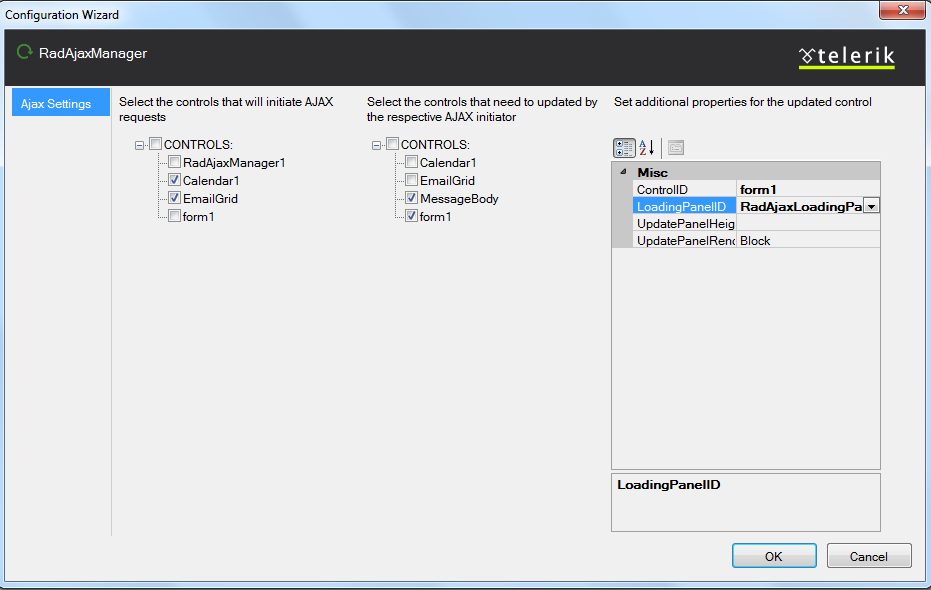 Configuration Wizard
RadAjaxManager
telerik
Ajax Settings
Select the controls that will initiate AJAX
requests
CONTROLS:
RadAjaxManager1
Calendar1
EmailGrid
form1
Select the controls that need to updated by
the respective AJAX initiator
CONTROLS:
Calendar1
EmailGrid
MessageBody
form1
Set additional properties for the updated control
A
Z
Misc
ControlID form1
LoadingPanelID RadAjaxLoadingPa
UpdatePanelHeig
UpdatePanelRend Block
LoadingPanelID
OK Cancel